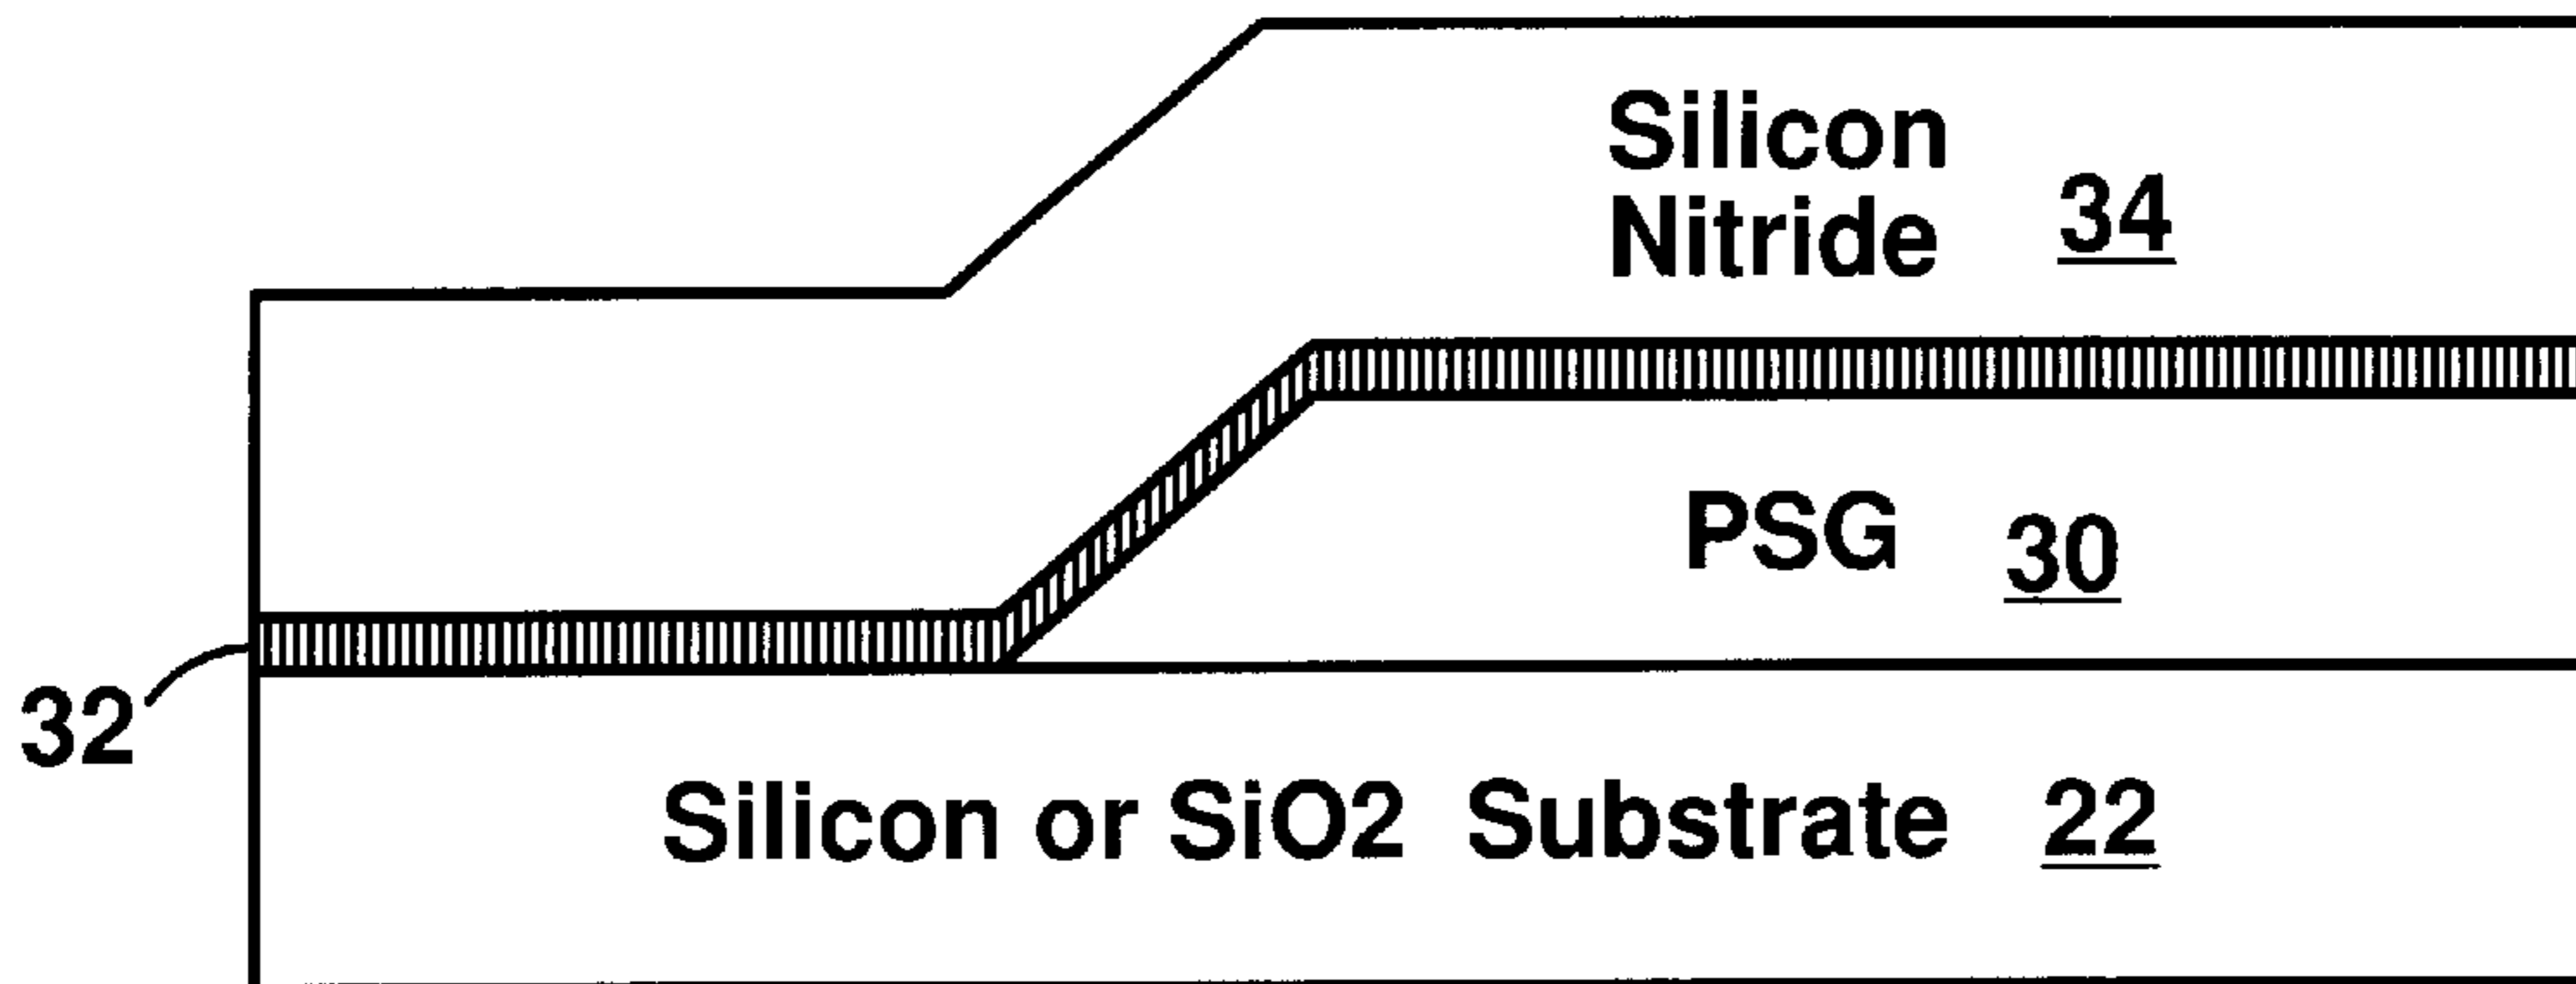 Silicon
Nitride 34
PSG 30
32
Silicon or SiO2 Substrate 22